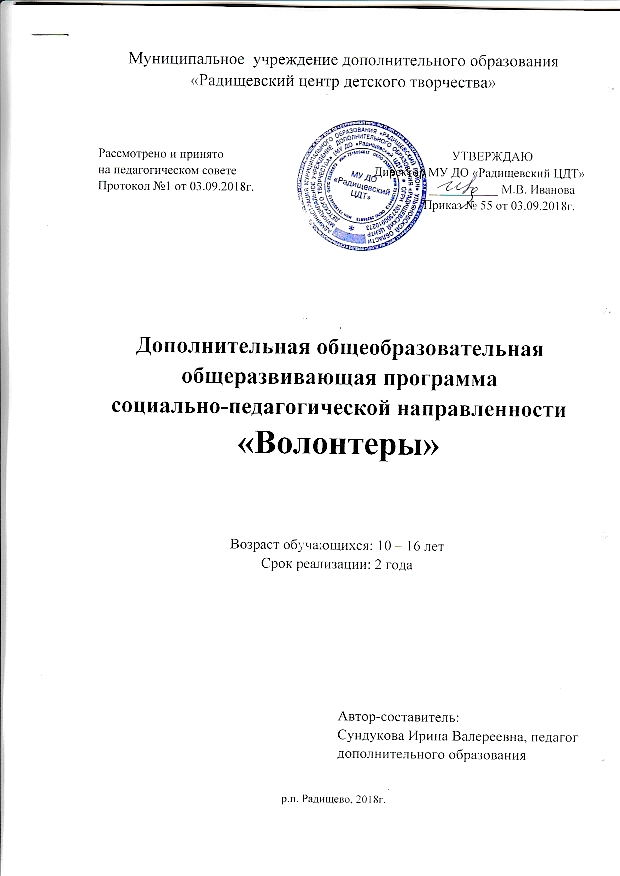 Муниципальное учреждение дополнительного образования
«Радищевский центр детского творчества»
Рассмотрено и принято
на педагогическом совете
Протокол №1 от 03.09.2018г.
УТВЕРЖДАЮ
Директор МУ ДО «Радищевский ЦДТ»
М.В. Иванова
Приказ № 55 от 03.09.2018г.
МУ ДО
«Радищевский
ЦДТ»
Дополнительная общеобразовательная
общеразвивающая программа
социально-педагогической направленности
«Волонтеры»
Возраст обучающихся: 10 – 16 лет
Срок реализации: 2 года
Автор-составитель:
Сундукова Ирина Валереевна, педагог
дополнительного образования
р.п. Радищево, 2018г.